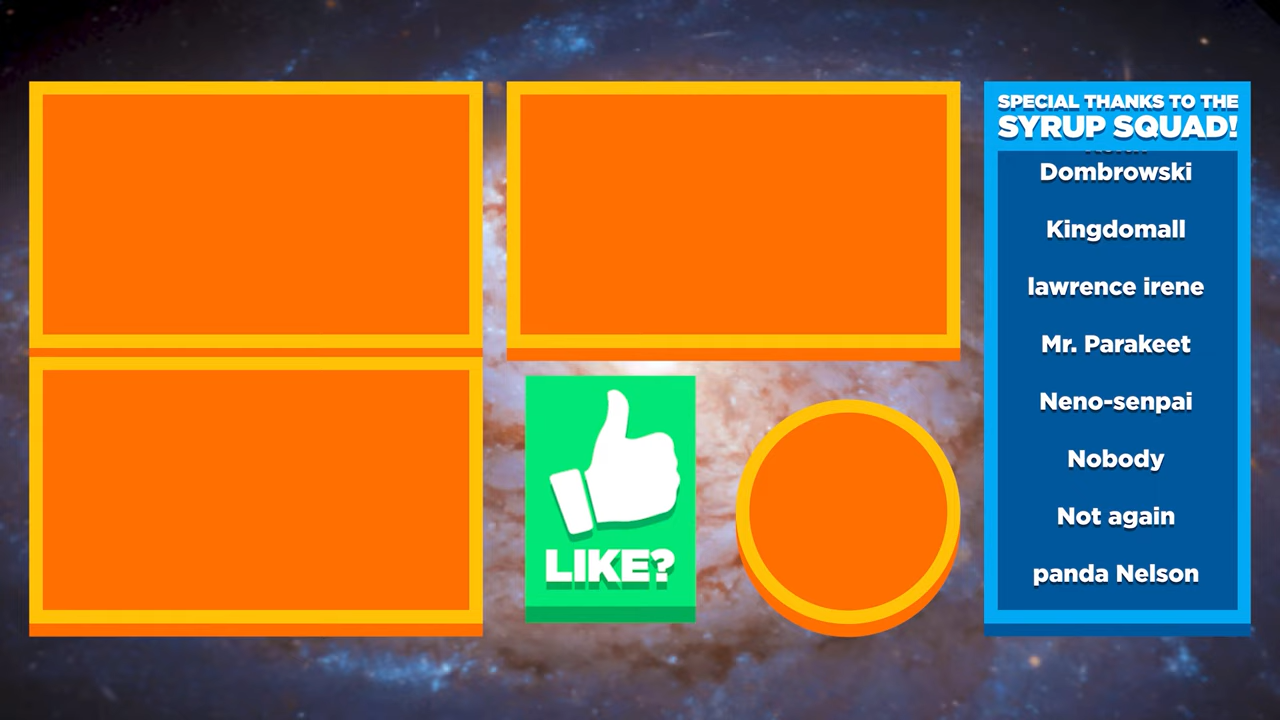 SPECIAL THANKS TO THE
SYRUP SQUAD!
Dombrowski
Kingdomall
lawrence irene
Mr. Parakeet
Neno-senpai
Nobody
Not again
panda Nelson
LIKE?